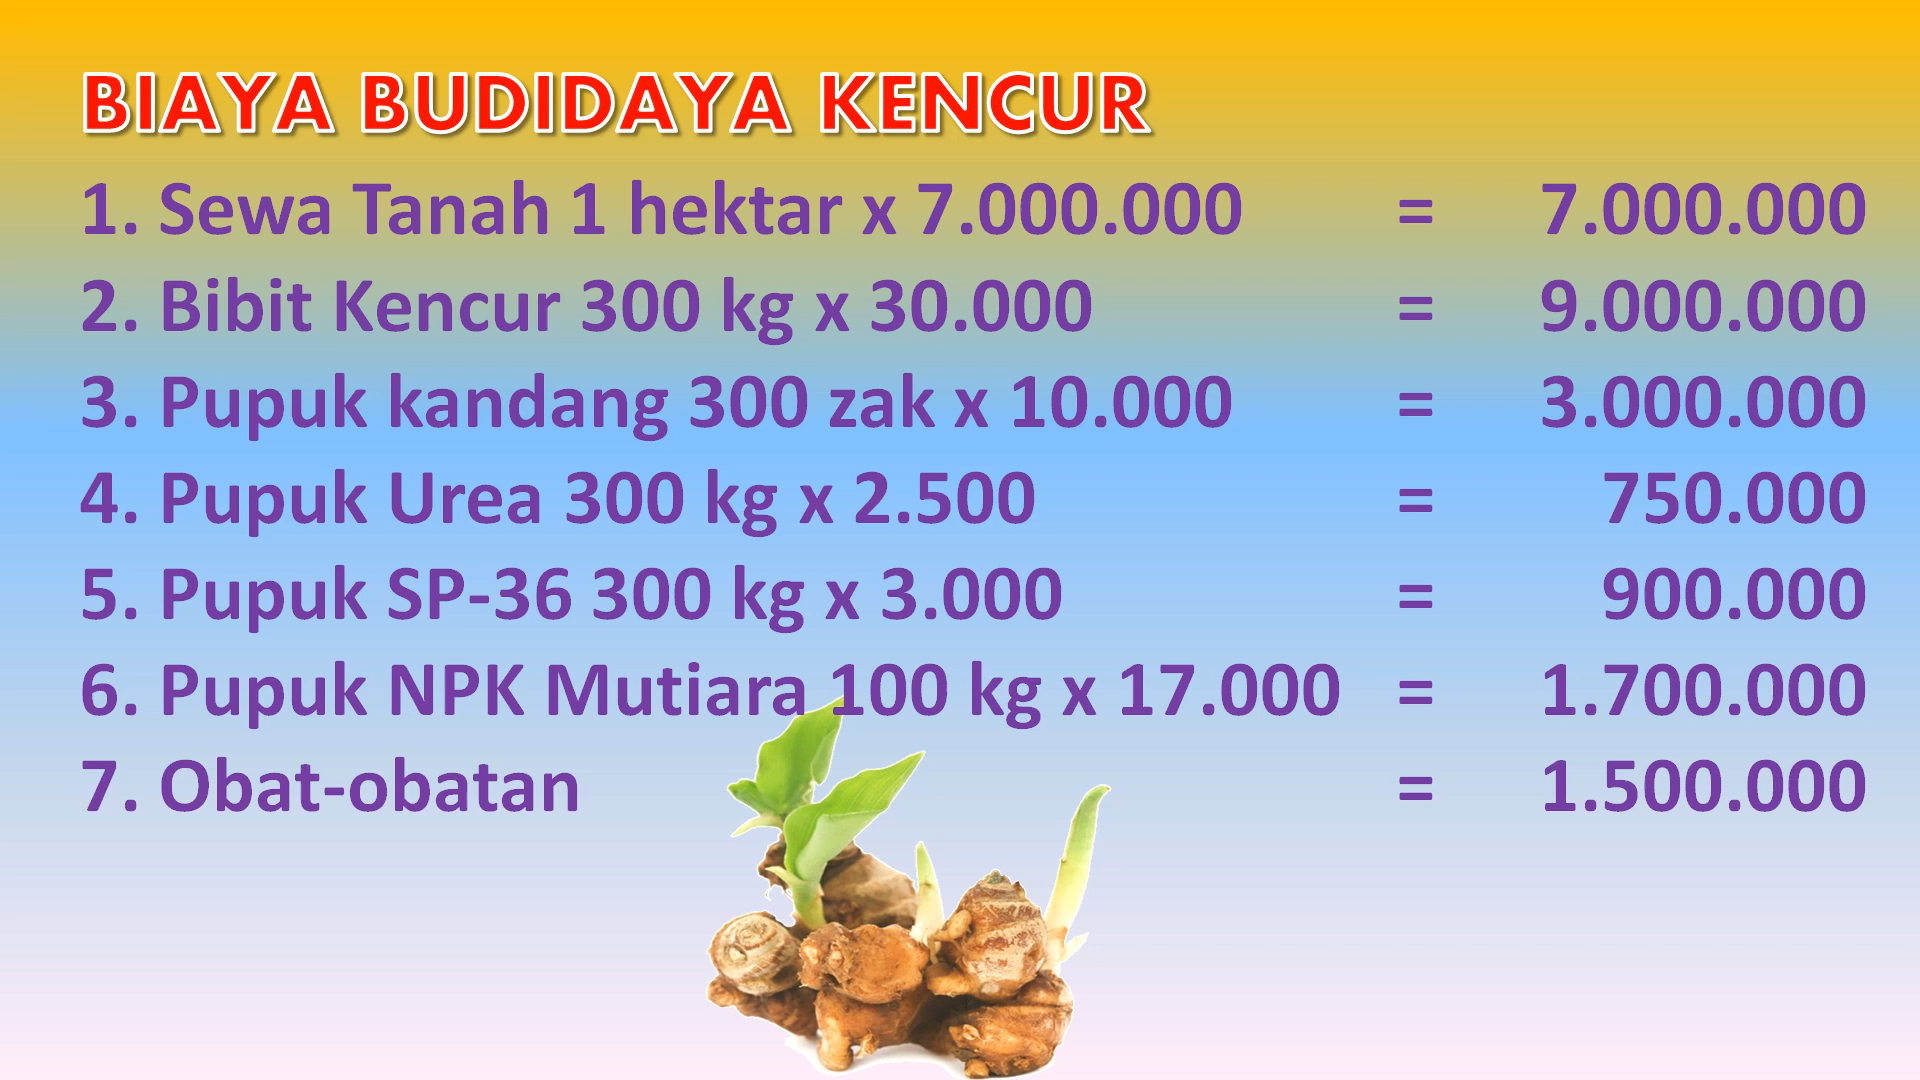 BIAYA BUDIDAYA KENCUR
1. Sewa Tanah 1 hektar x 7.000.000 = 7.000.000
2. Bibit Kencur 300 kg x 30.000 = 9.000.000
3. Pupuk kandang 300 zak x 10.000 = 3.000.000
4. Pupuk Urea 300 kg x 2.500 = 750.000
5. Pupuk SP-36 300 kg x 3.000 = 900.000
6. Pupuk NPK Mutiara 100 kg x 17.000 = 1.700.000
7. Obat-obatan = 1.500.000